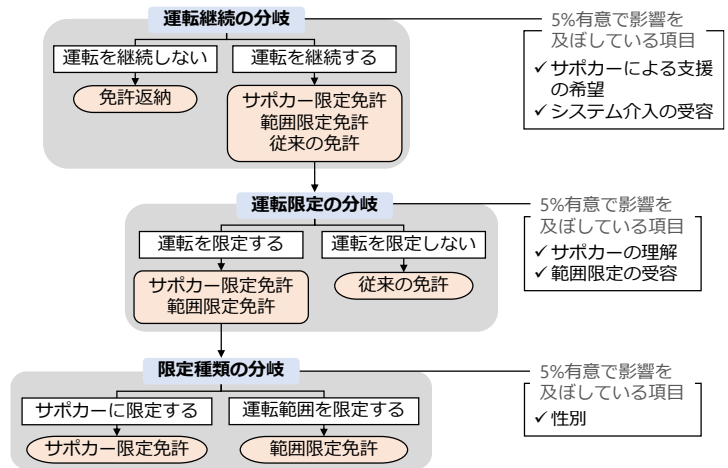 運転継続の分岐
運転を継続しない
運転を継続する
免許返納
サポカー限定免許
範囲限定免許
従来の免許
5%有意で影響を
及ぼしている項目
✓サポカーによる支援
の希望
✓システム介入の受容
運転限定の分岐
運転を限定する
運転を限定しない
サポカー限定免許
範囲限定免許
従来の免許
5%有意で影響を
及ぼしている項目
✓サポカーの理解
✓範囲限定の受容
限定種類の分岐
サポカーに限定する
運転範囲を限定する
サポカー限定免許
範囲限定免許
5%有意で影響を
及ぼしている項目
✓性別